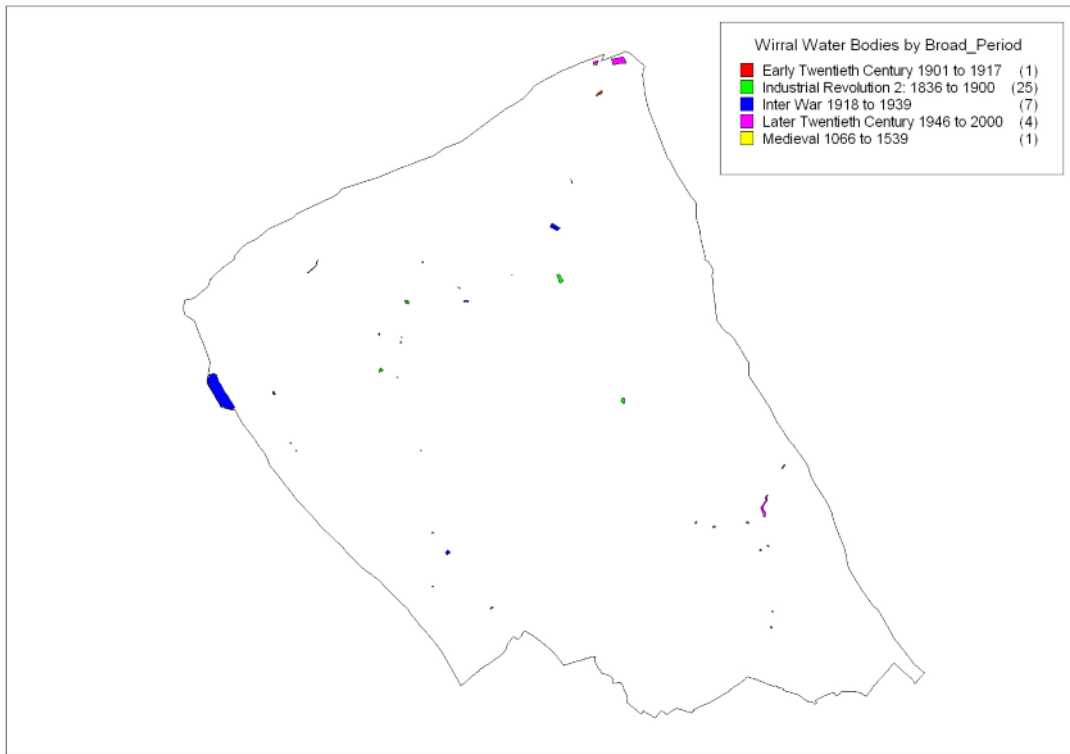 Wirral Water Bodies by Broad_Period
Early Twentieth Century 1901 to 1917 (1)
Industrial Revolution 2: 1836 to 1900 (25)
Inter War 1918 to 1939 (7)
Later Twentieth Century 1946 to 2000 (4)
Medieval 1066 to 1539 (1)